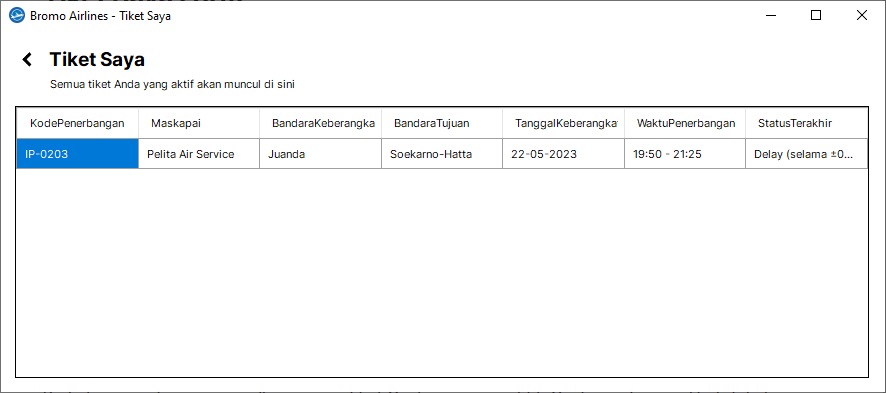 Bromo Airlines - Tiket Saya
Tiket Saya
Semua tiket Anda yang aktif akan muncul di sini
KodePenerbangan Maskapai BandaraKeberangka BandaraTujuan TanggalKeberangka WaktuPenerbangan StatusTerakhir
IP-0203 Pelita Air Service Juanda Soekarno-Hatta 22-05-2023 19:50 - 21:25 Delay (selama ±0...